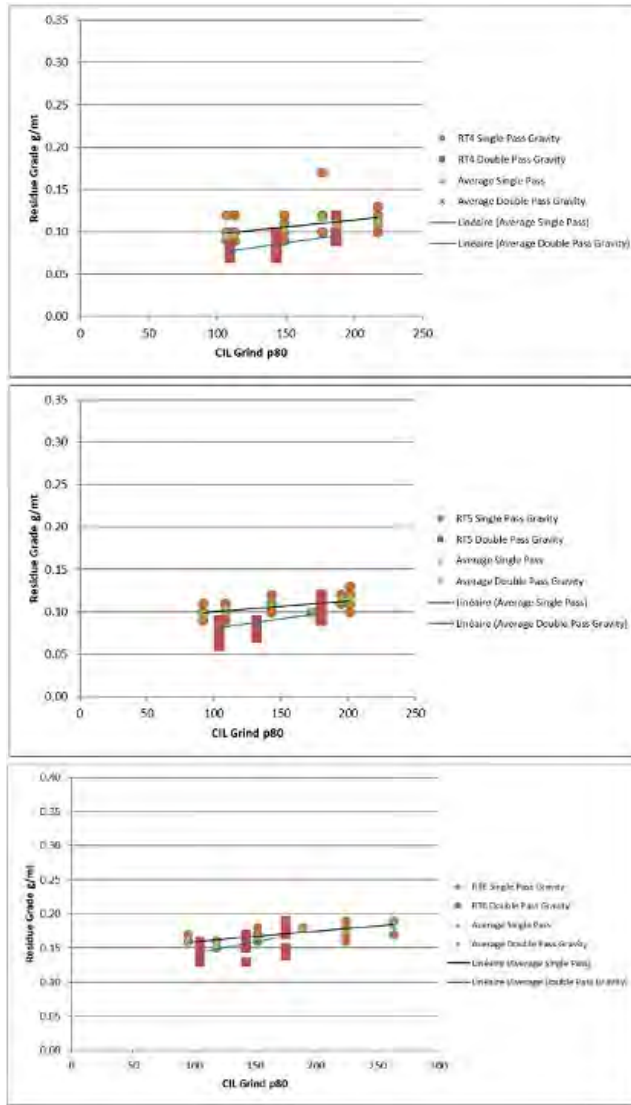 0.35
0.30
0.25
0.20
0.15
0.10
0.05
0.00
Residue Grade g/mt
0 50 100 150 200 250
CIL Grind p80
RT4 Single Pass Gravity
RT4 Double Pass Gravity
Average Single Pass
Average Double Pass Gravity
Linéaire (Average Single Pass)
Linéaire (Average Double Pass Gravity)
0.35
0.30
0.25
0.20
0.15
0.10
0.05
0.00
Residue Grade g/mt
0 50 100 150 200 250
CIL Grind p80
RT5 Single Pass Gravity
RT5 Double Pass Gravity
Average Single Pass
Average Double Pass Gravity
Linéaire (Average Single Pass)
Linéaire (Average Double Pass Gravity)
0.40
0.35
0.30
0.25
0.20
0.15
0.10
0.05
0.00
Residue Grade g/mt
0 50 100 150 200 250 300
CIL Grind p80
Single Pass Gravity
Double Pass Gravity
Average Single Pass
Average Double Pass Gravity
Linéaire (Average Single Pass)
Linéaire (Average Double Pass Gravity)